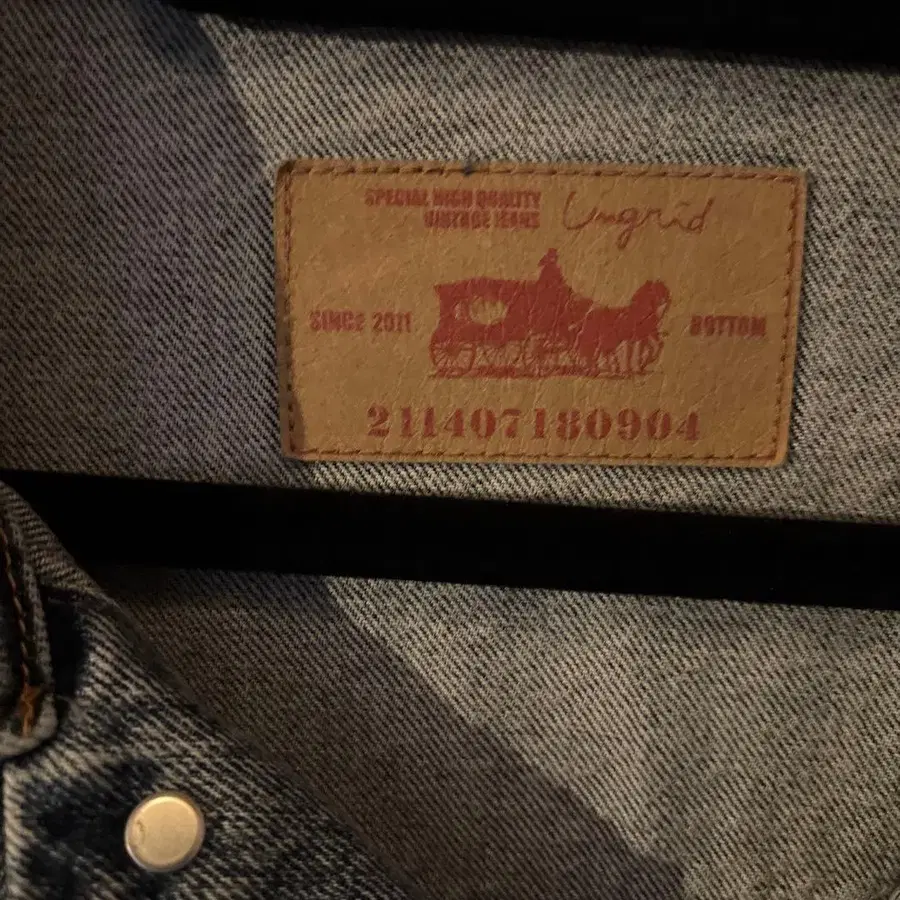 SPECIAL HIGH QUALITY
VINTAGE JEANS
Ungrid
SINCE 2011
BOTTOM
211407180904